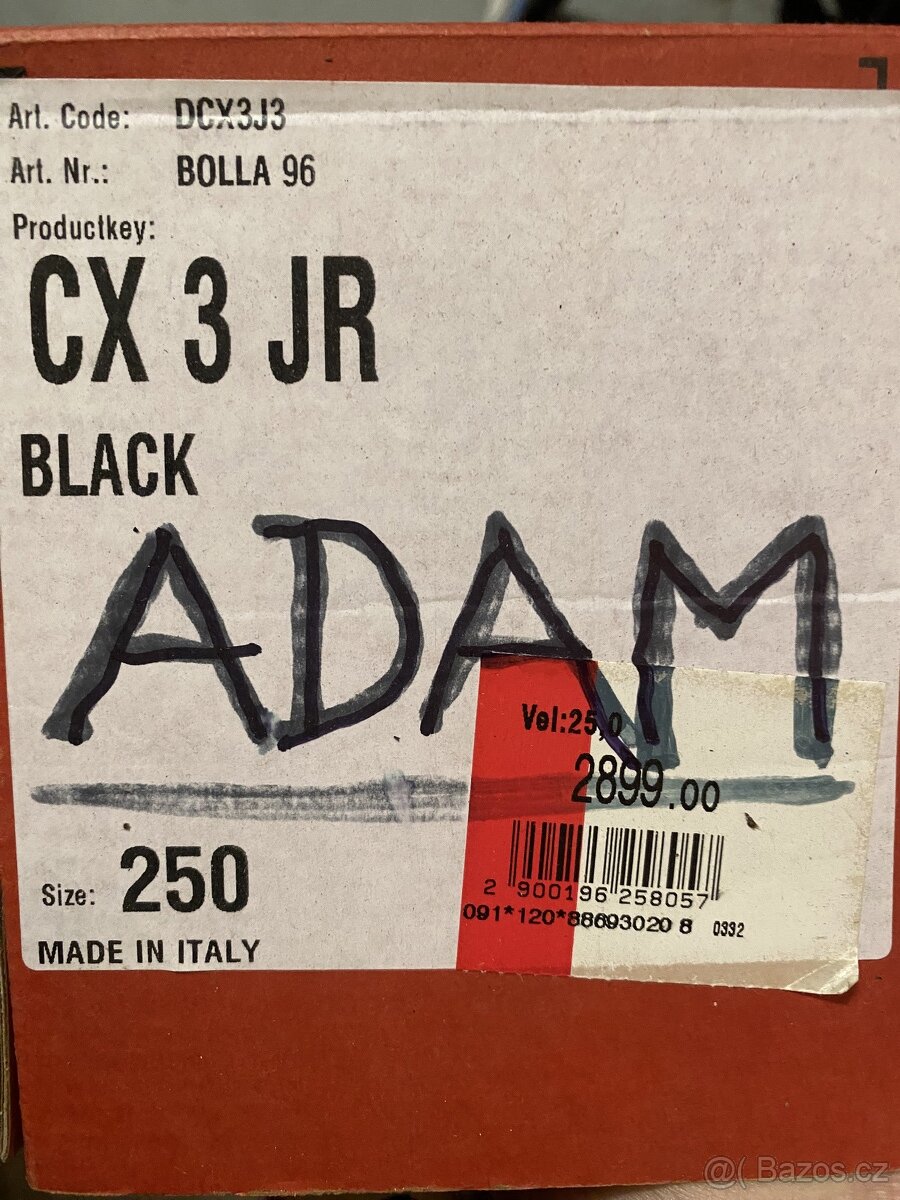 Art. Code: DCX3J3
Art. Nr.: BOLLA 96
Productkey:
CX 3 JR
BLACK
ADAM
Vel:25,0
2899.00
2 900196 258057
091*120*88693020 8 0332
Size: 250
MADE IN ITALY
@( Bazos.cz